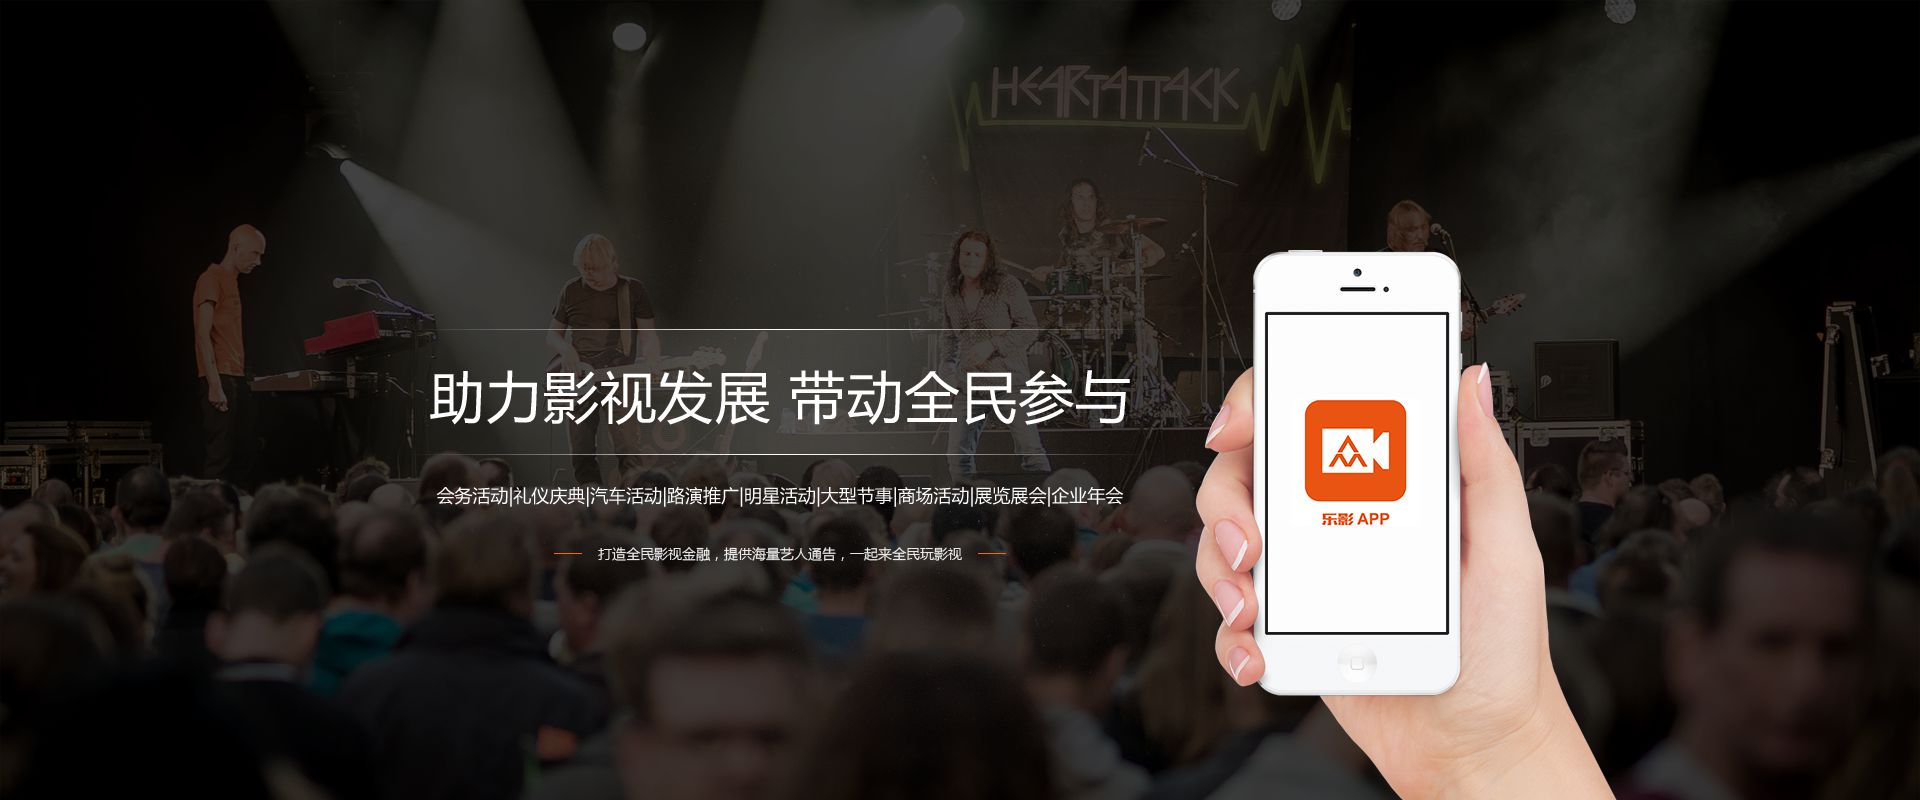 HEARTATTACK
助力影视发展 带动全民参与
会务活动|礼仪庆典|汽车活动|路演推广|明星活动|大型节事|商场活动|展览展会|企业年会
打造全民影视金融，提供海量艺人通告，一起来全民玩影视
乐影 APP